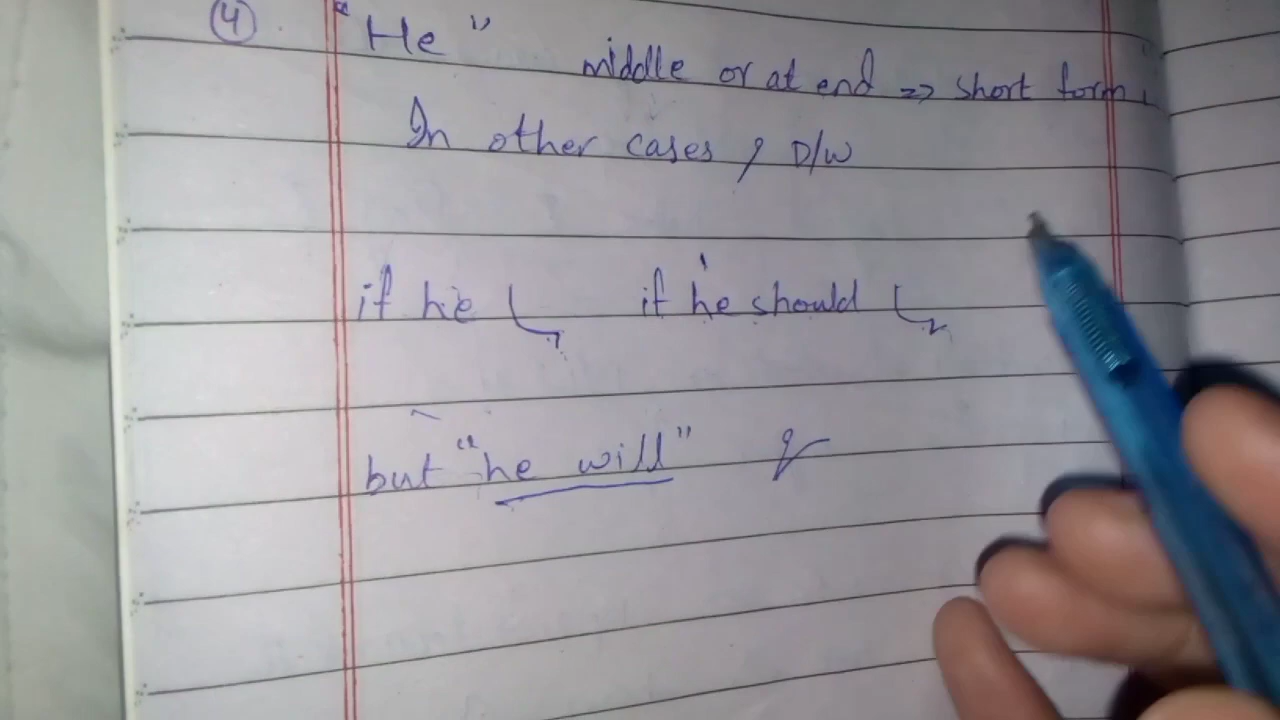 ④ "He" middle or at end => short form.
In other cases, D/W
if he if he should
but "he will"